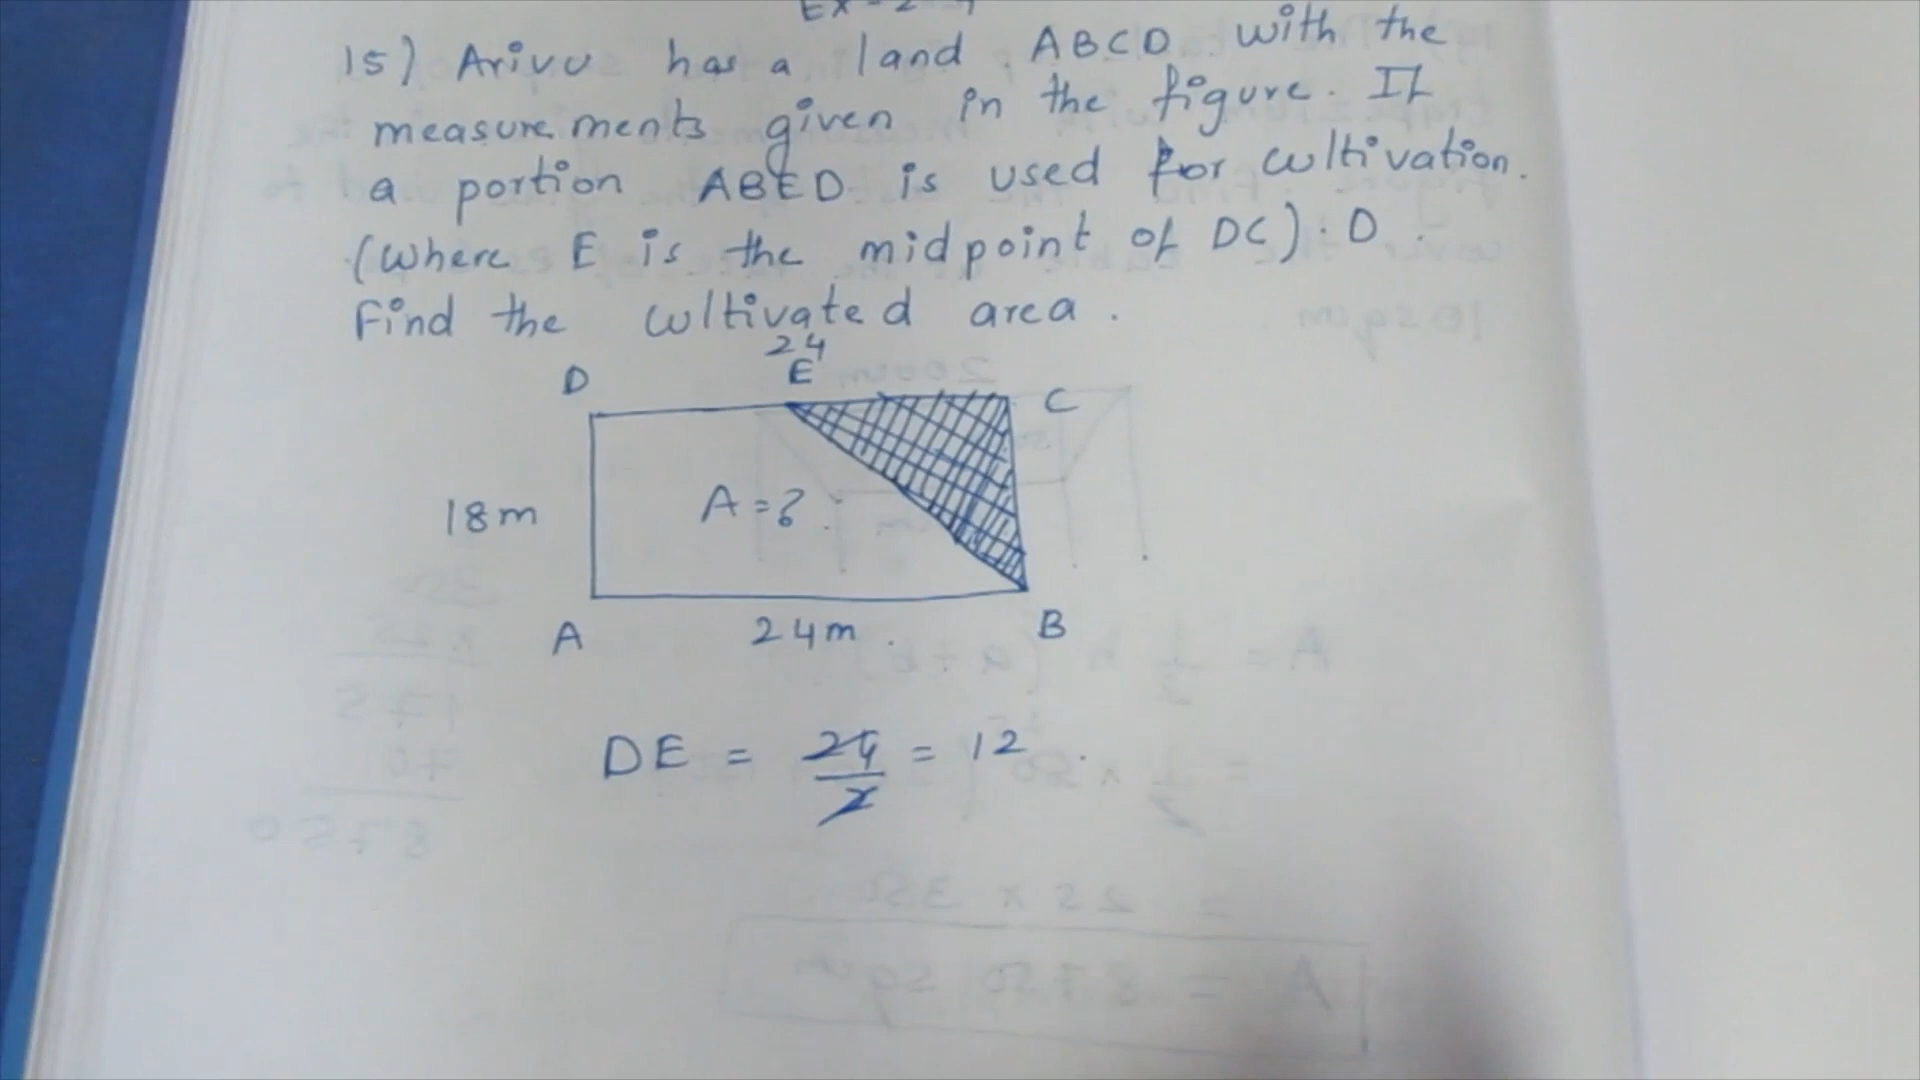 15) Arivu has a land ABCD with the
measurements given in the figure. If
a portion ABED is used for cultivation.
(where E is the midpoint of DC). D.
Find the cultivated area.
24
D E C
18m A = ? .
A 24m . B
DE = 24/2 = 12 .